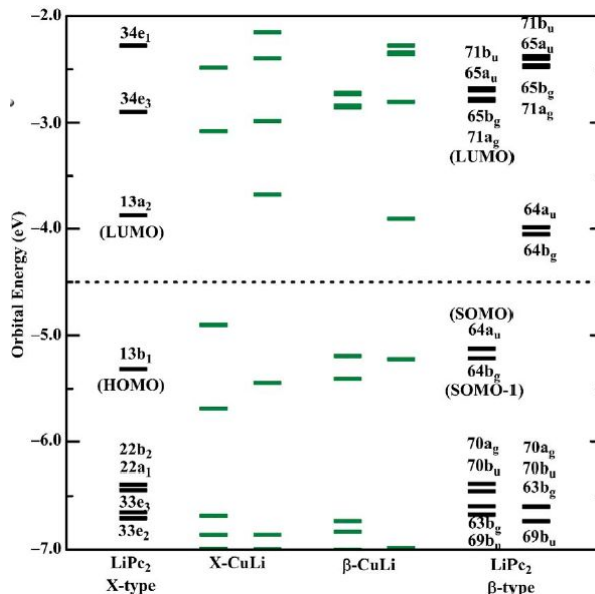 Orbital Energy (eV)
−2.0
−3.0
−4.0
−5.0
−6.0
−7.0
34e1
34e3
13a2
(LUMO)
13b1
(HOMO)
22b2
22a1
33e3
33e2
71bu
65au
65bg
71ag
(LUMO)
71bu
65au
65bg
71ag
64au
64bg
(SOMO)
64au
64bg
(SOMO-1)
70ag
70bu
63bg
69bu
70ag
70bu
63bg
69bu
LiPc2
X-type
X-CuLi
β-CuLi
LiPc2
β-type